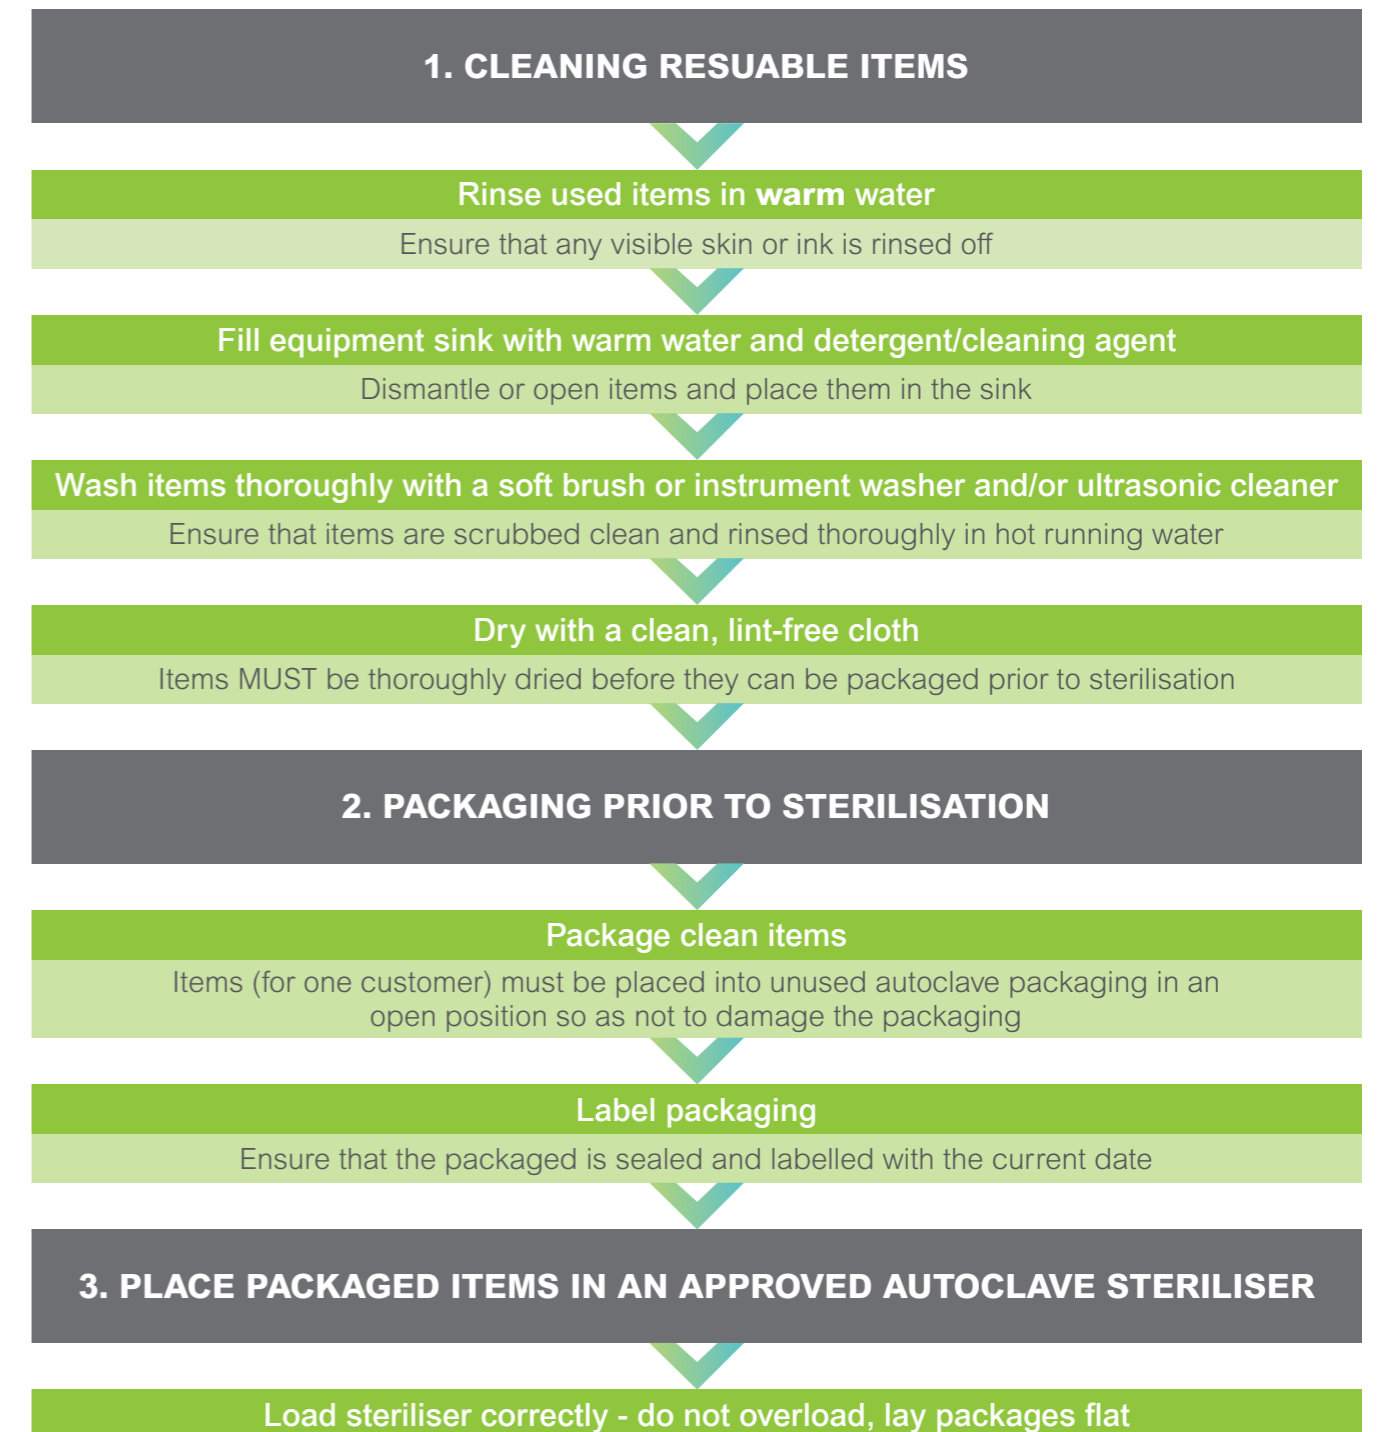 1. CLEANING RESUABLE ITEMS
Rinse used items in warm water
Ensure that any visible skin or ink is rinsed off
Fill equipment sink with warm water and detergent/cleaning agent
Dismantle or open items and place them in the sink
Wash items thoroughly with a soft brush or instrument washer and/or ultrasonic cleaner
Ensure that items are scrubbed clean and rinsed thoroughly in hot running water
Dry with a clean, lint-free cloth
Items MUST be thoroughly dried before they can be packaged prior to sterilisation
2. PACKAGING PRIOR TO STERILISATION
Package clean items
Items (for one customer) must be placed into unused autoclave packaging in an
open position so as not to damage the packaging
Label packaging
Ensure that the packaged is sealed and labelled with the current date
3. PLACE PACKAGED ITEMS IN AN APPROVED AUTOCLAVE STERILISER
Load steriliser correctly - do not overload, lay packages flat